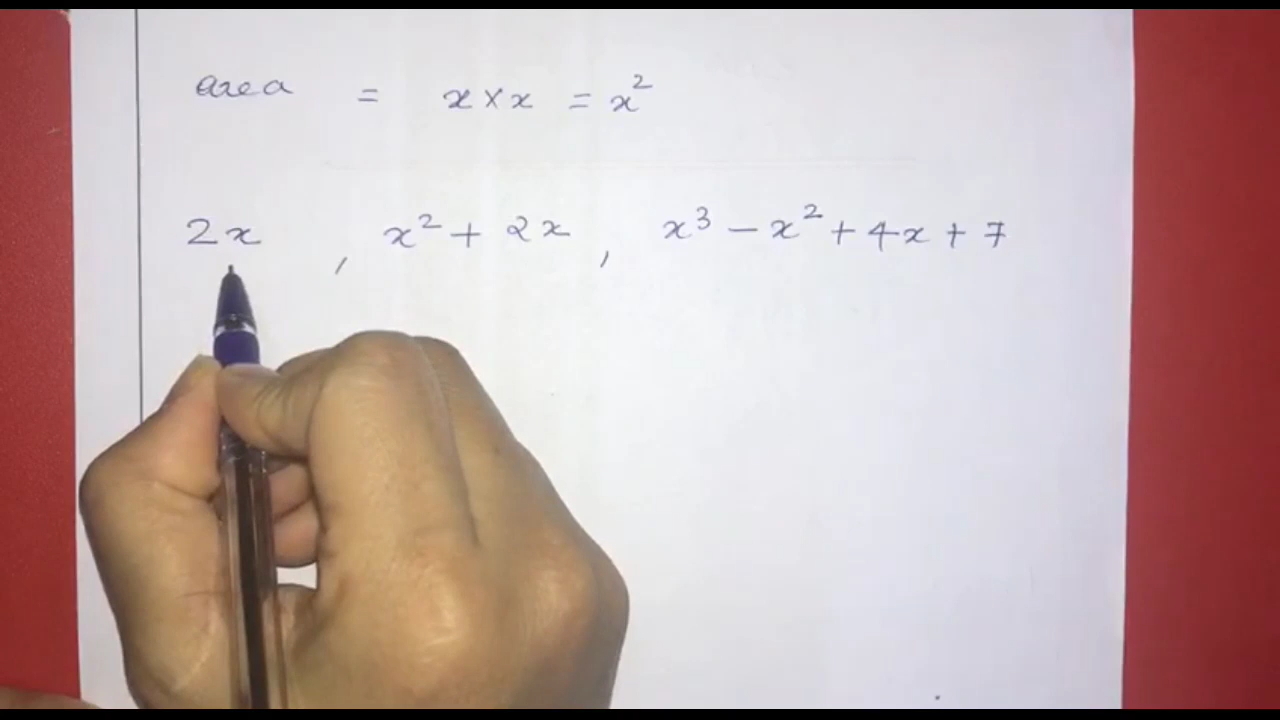 area = x × x = x²
2x , x² + 2x , x³ − x² + 4x + 7